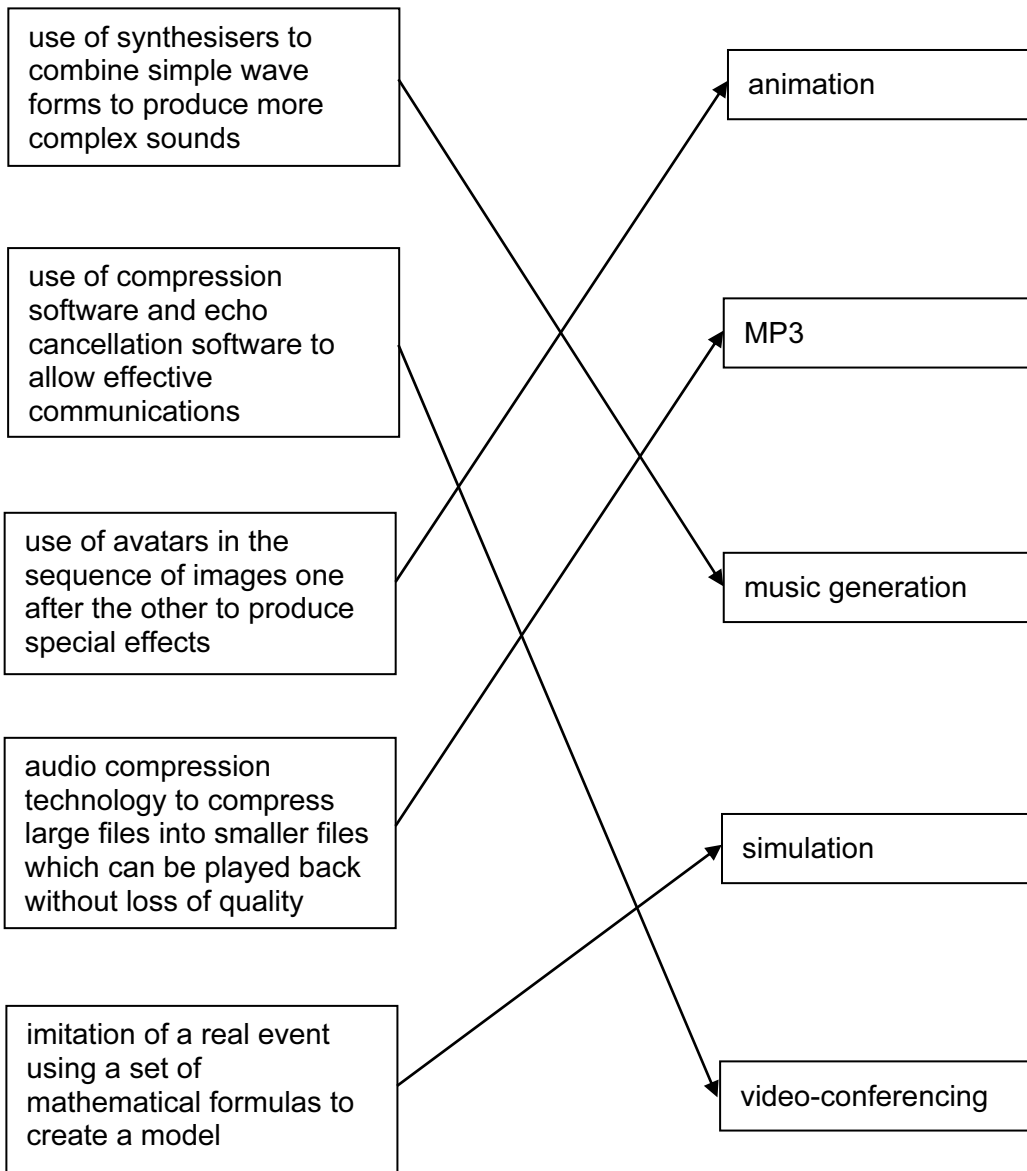 use of synthesisers to
combine simple wave
forms to produce more
complex sounds
use of compression
software and echo
cancellation software to
allow effective
communications
use of avatars in the
sequence of images one
after the other to produce
special effects
audio compression
technology to compress
large files into smaller files
which can be played back
without loss of quality
imitation of a real event
using a set of
mathematical formulas to
create a model
animation
MP3
music generation
simulation
video-conferencing